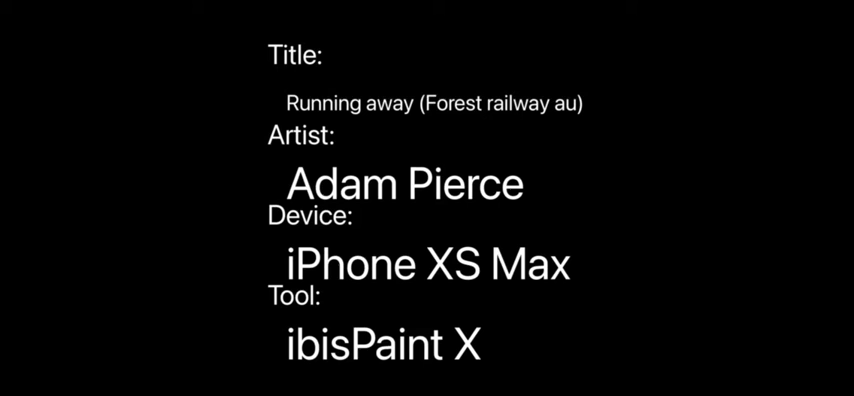 Title:
Running away (Forest railway au)
Artist:
Adam Pierce
Device:
iPhone XS Max
Tool:
ibisPaint X